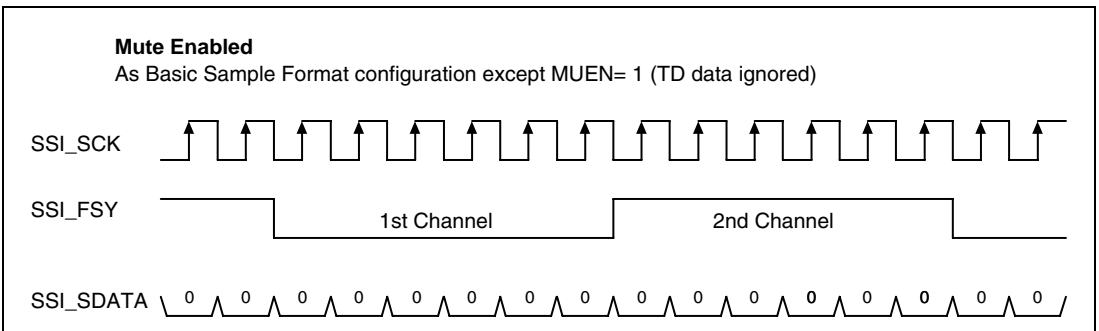 Mute Enabled
As Basic Sample Format configuration except MUEN= 1 (TD data ignored)
SSI_SCK
SSI_FSY
1st Channel
2nd Channel
SSI_SDATA 0 0 0 0 0 0 0 0 0 0 0 0 0 0 0 0